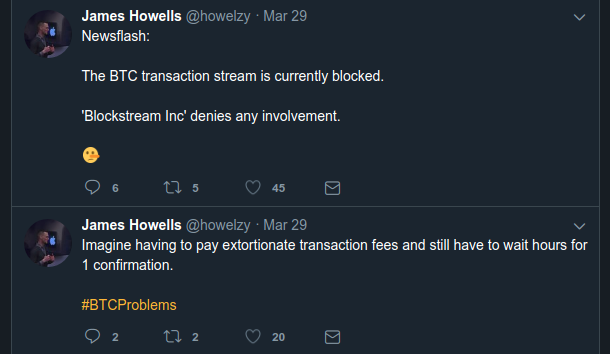 James Howells @howelzy · Mar 29
Newsflash:
The BTC transaction stream is currently blocked.
'Blockstream Inc' denies any involvement.
6 5 45
James Howells @howelzy · Mar 29
Imagine having to pay extortionate transaction fees and still have to wait hours for
1 confirmation.
#BTCProblems
2 2 20